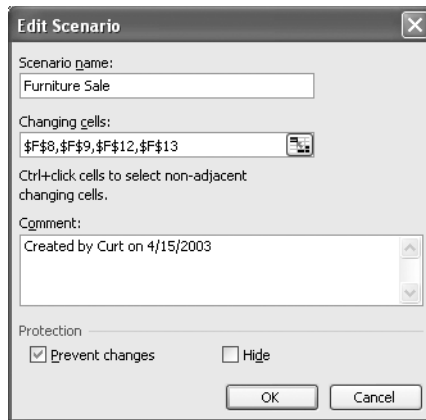 Edit Scenario
Scenario name:
Furniture Sale
Changing cells:
$F$8,$F$9,$F$12,$F$13
Ctrl+click cells to select non-adjacent
changing cells.
Comment:
Created by Curt on 4/15/2003
Protection
Prevent changes Hide
OK Cancel